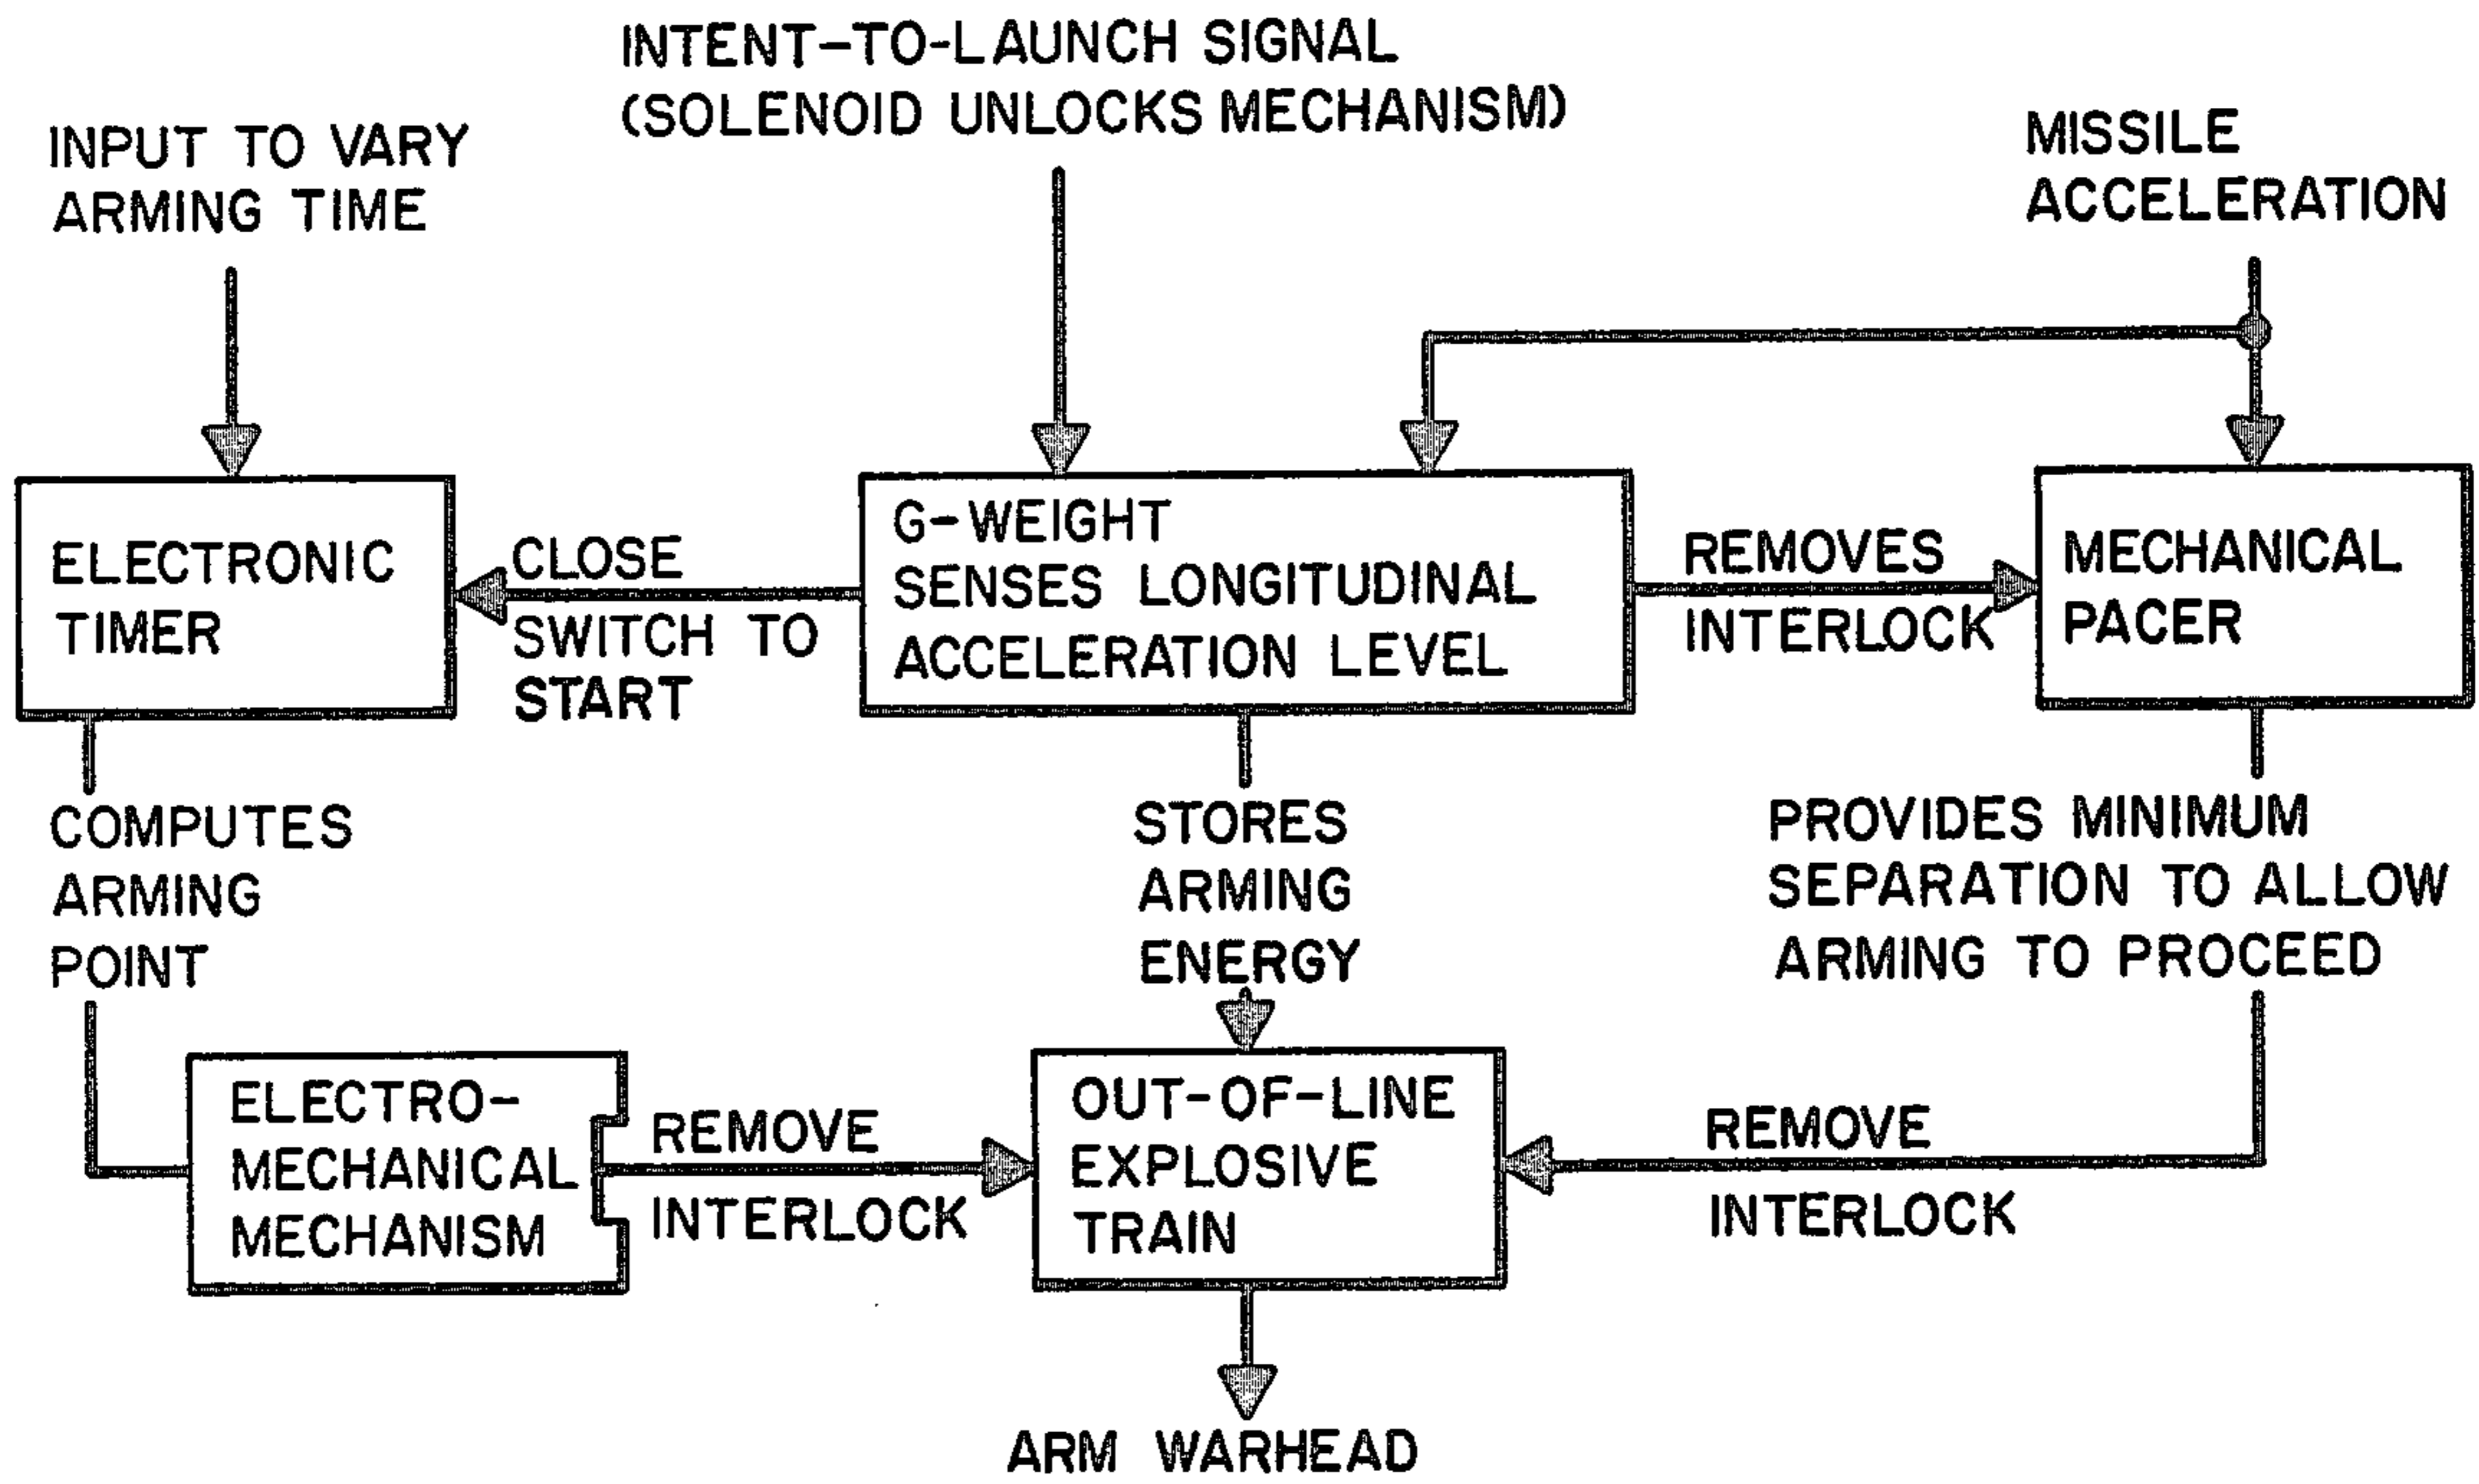 INTENT-TO-LAUNCH SIGNAL
(SOLENOID UNLOCKS MECHANISM)
INPUT TO VARY
ARMING TIME
MISSILE
ACCELERATION
ELECTRONIC
TIMER
CLOSE
SWITCH TO
START
G-WEIGHT
SENSES LONGITUDINAL
ACCELERATION LEVEL
REMOVES
INTERLOCK
MECHANICAL
PACER
COMPUTES
ARMING
POINT
STORES
ARMING
ENERGY
PROVIDES MINIMUM
SEPARATION TO ALLOW
ARMING TO PROCEED
ELECTRO-
MECHANICAL
MECHANISM
REMOVE
INTERLOCK
OUT-OF-LINE
EXPLOSIVE
TRAIN
REMOVE
INTERLOCK
ARM WARHEAD